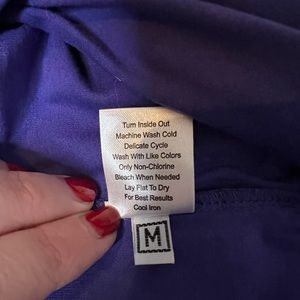 Turn Inside Out
Machine Wash Cold
Delicate Cycle
Wash With Like Colors
Only Non-Chlorine
Bleach When Needed
Lay Flat To Dry
For Best Results
Cool Iron
M